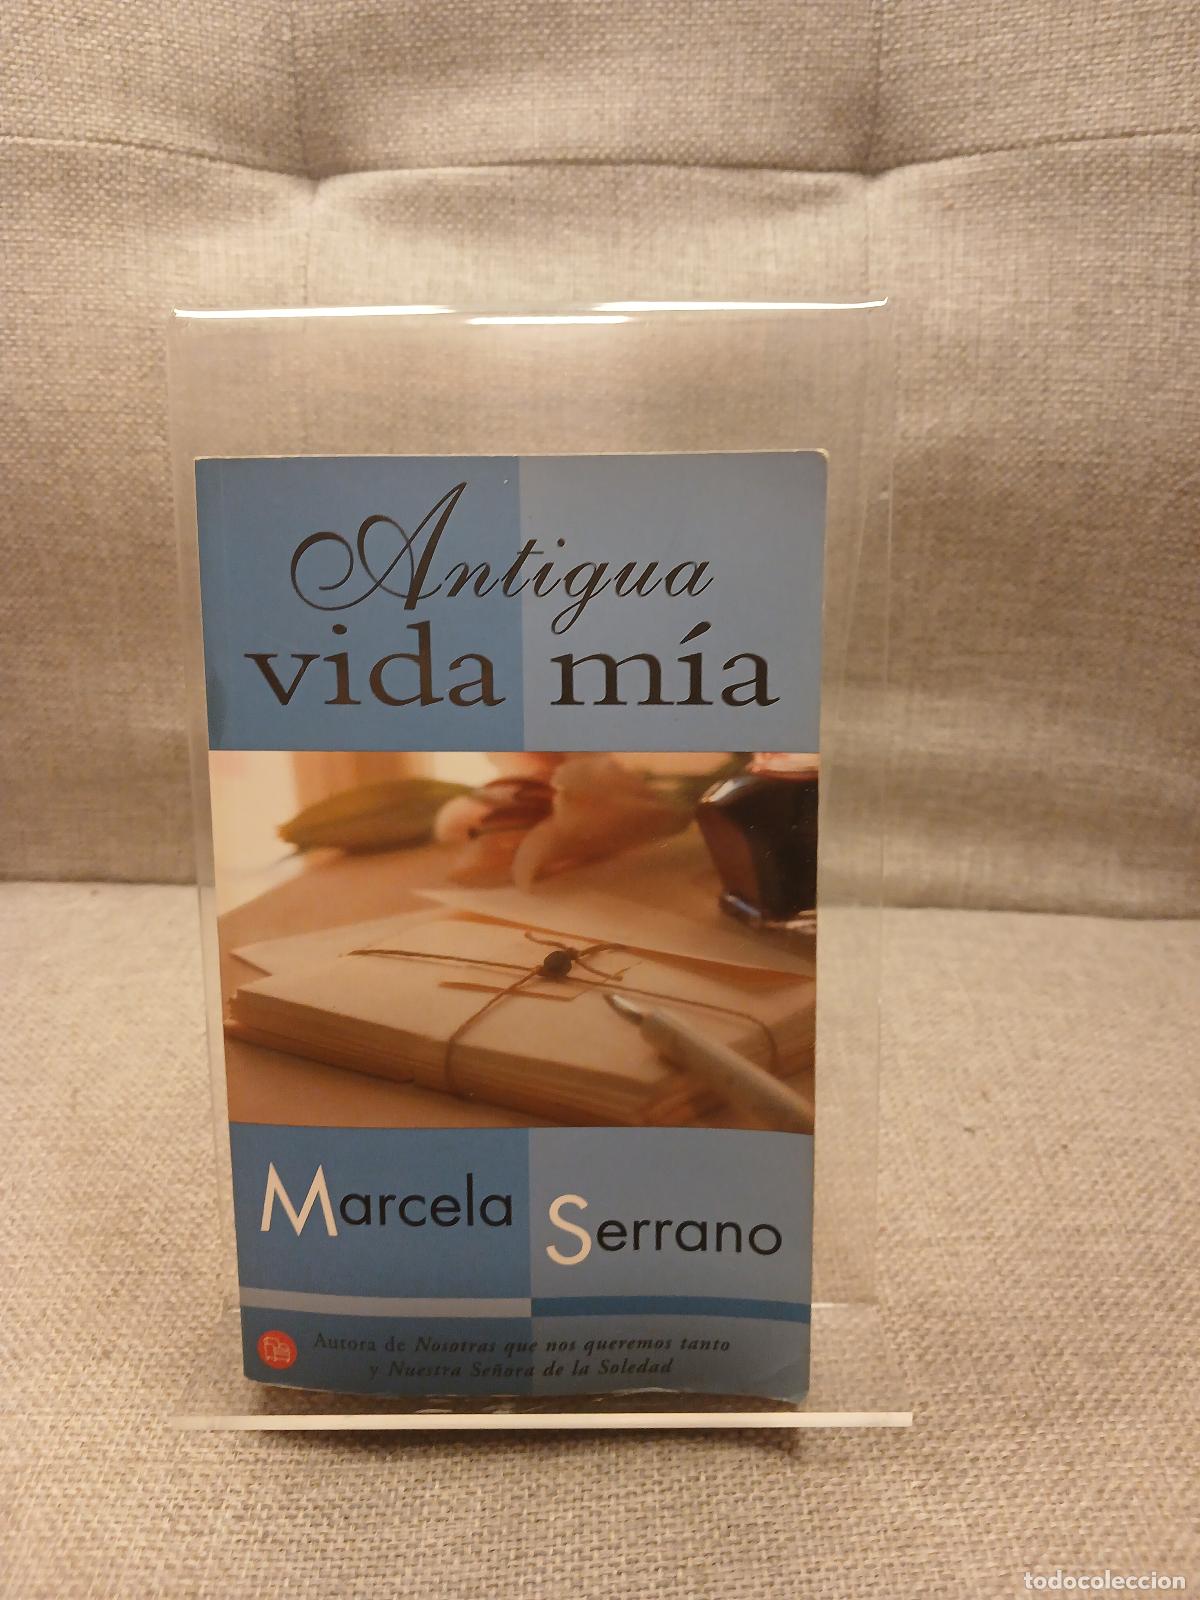 Antigua
vida mía
Marcela Serrano
Autora de Nosotras que nos queremos tanto
y Nuestra Señora de la Soledad
todocoleccion